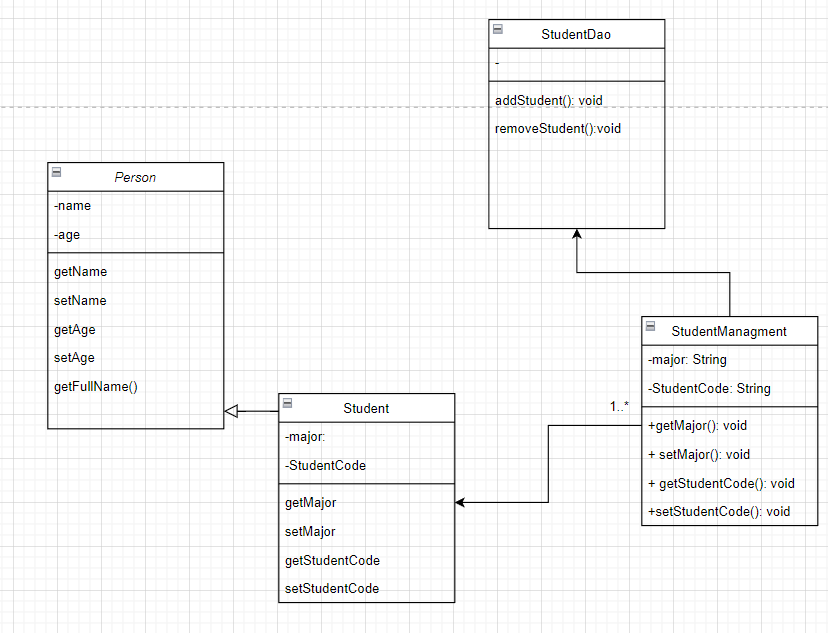 StudentDao
-
addStudent(): void
removeStudent():void
Person
-name
-age
getName
setName
getAge
setAge
getFullName()
StudentManagment
-major: String
-StudentCode: String
+getMajor(): void
+ setMajor(): void
+ getStudentCode(): void
+setStudentCode(): void
1..*
Student
-major:
-StudentCode
getMajor
setMajor
getStudentCode
setStudentCode